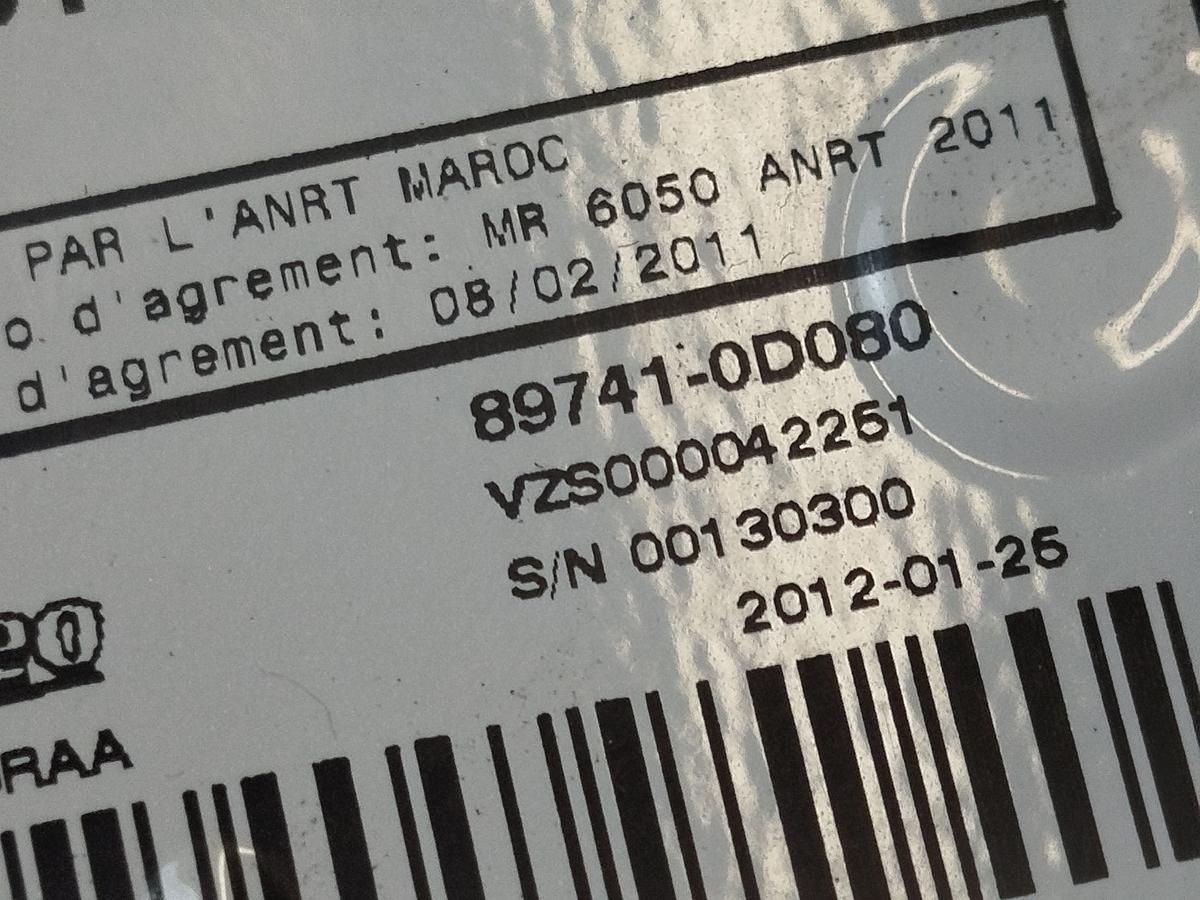 PAR L'ANRT MAROC
o. d'agrement: MR 6050 ANRT 2011
d'agrement: 08/02/2011
89741-0D080
VZS000042251
S/N 00130300
2012-01-25
eo
RAA